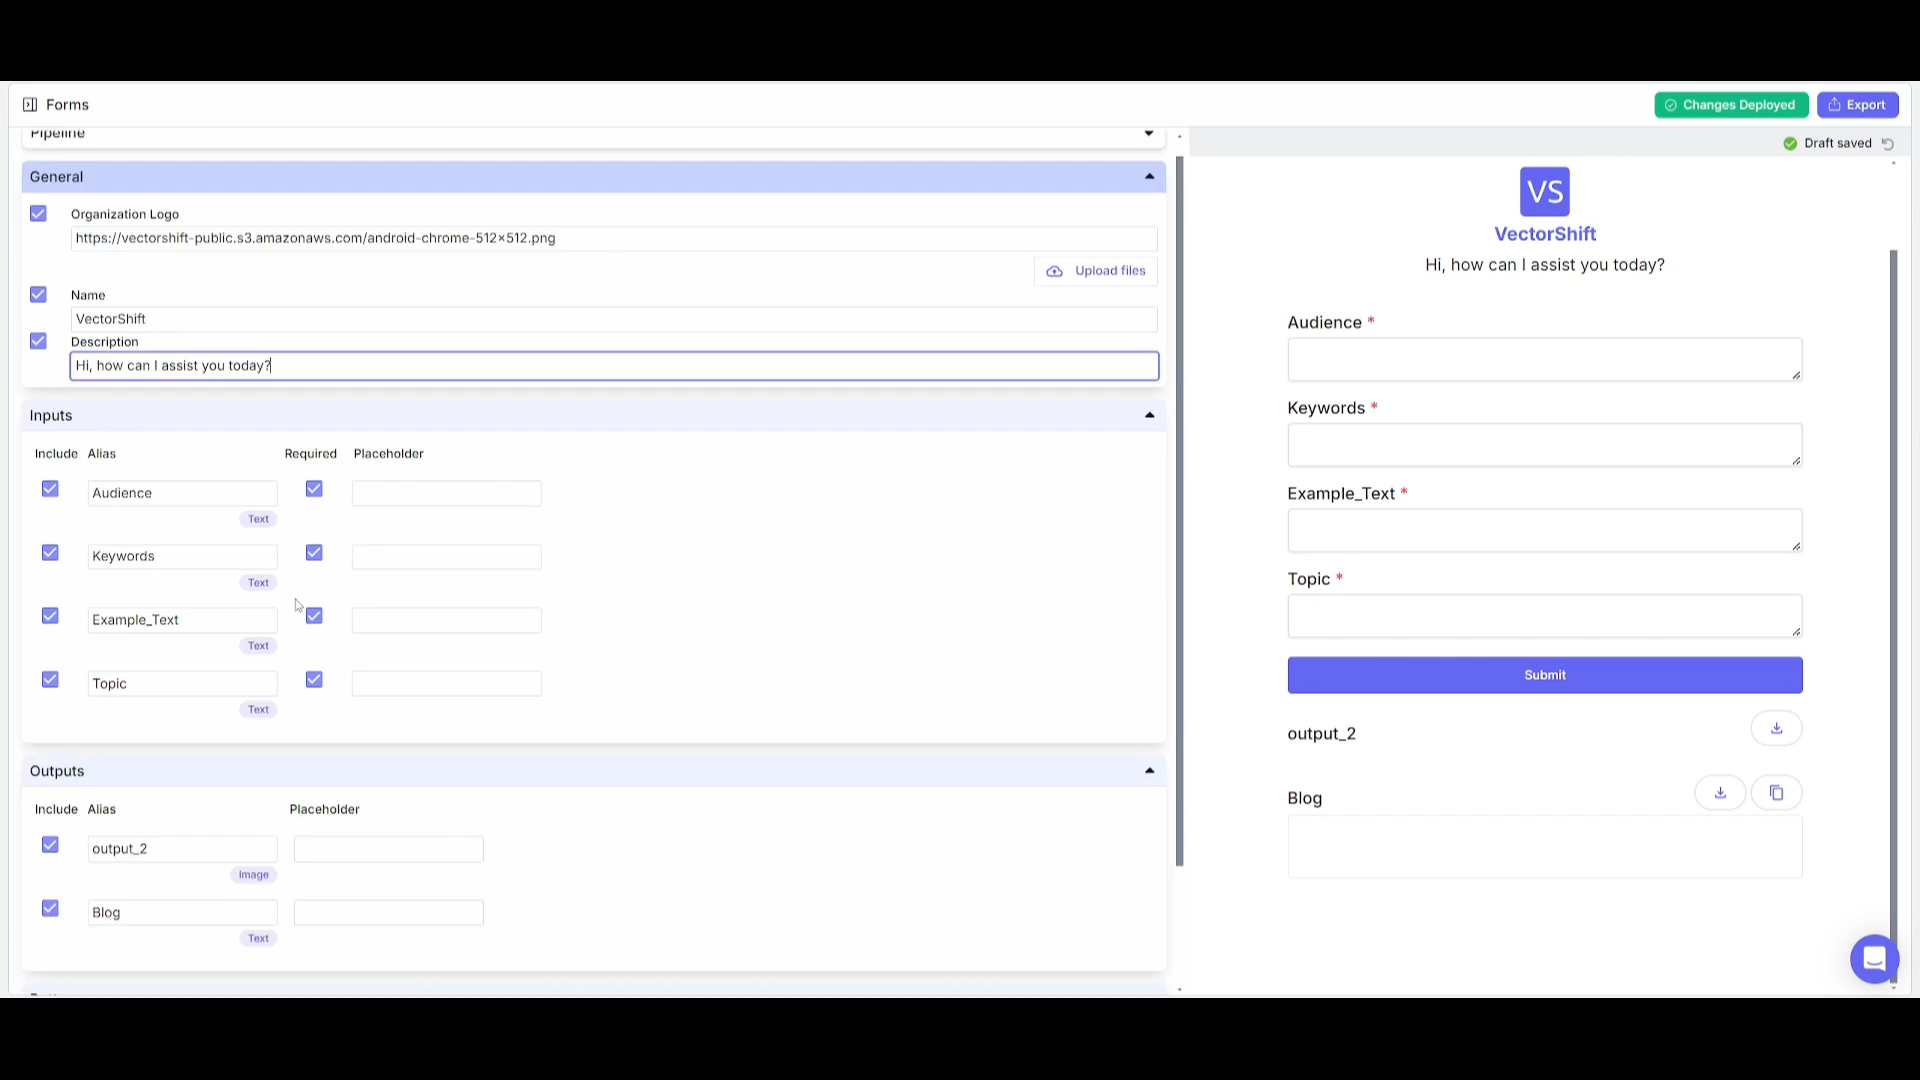 Forms
Changes Deployed
Export
Pipeline
Draft saved
General
Organization Logo
https://vectorshift-public.s3.amazonaws.com/android-chrome-512×512.png
Upload files
Name
VectorShift
Description
Hi, how can I assist you today?
Inputs
Include Alias Required Placeholder
Audience
Text
Keywords
Text
Example_Text
Text
Topic
Text
Outputs
Include Alias Placeholder
output_2
Image
Blog
Text
VS
VectorShift
Hi, how can I assist you today?
Audience *
Keywords *
Example_Text *
Topic *
Submit
output_2
Blog